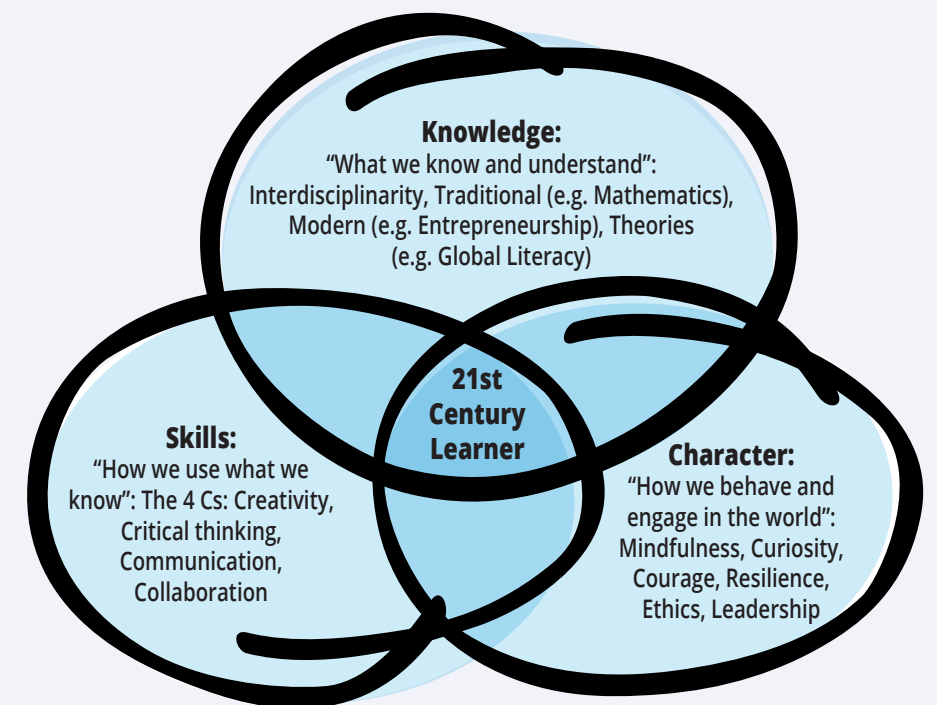 Knowledge:
“What we know and understand”:
Interdisciplinarity, Traditional (e.g. Mathematics),
Modern (e.g. Entrepreneurship), Theories
(e.g. Global Literacy)
21st
Century
Learner
Skills:
“How we use what we
know”: The 4 Cs: Creativity,
Critical thinking,
Communication,
Collaboration
Character:
“How we behave and
engage in the world”:
Mindfulness, Curiosity,
Courage, Resilience,
Ethics, Leadership